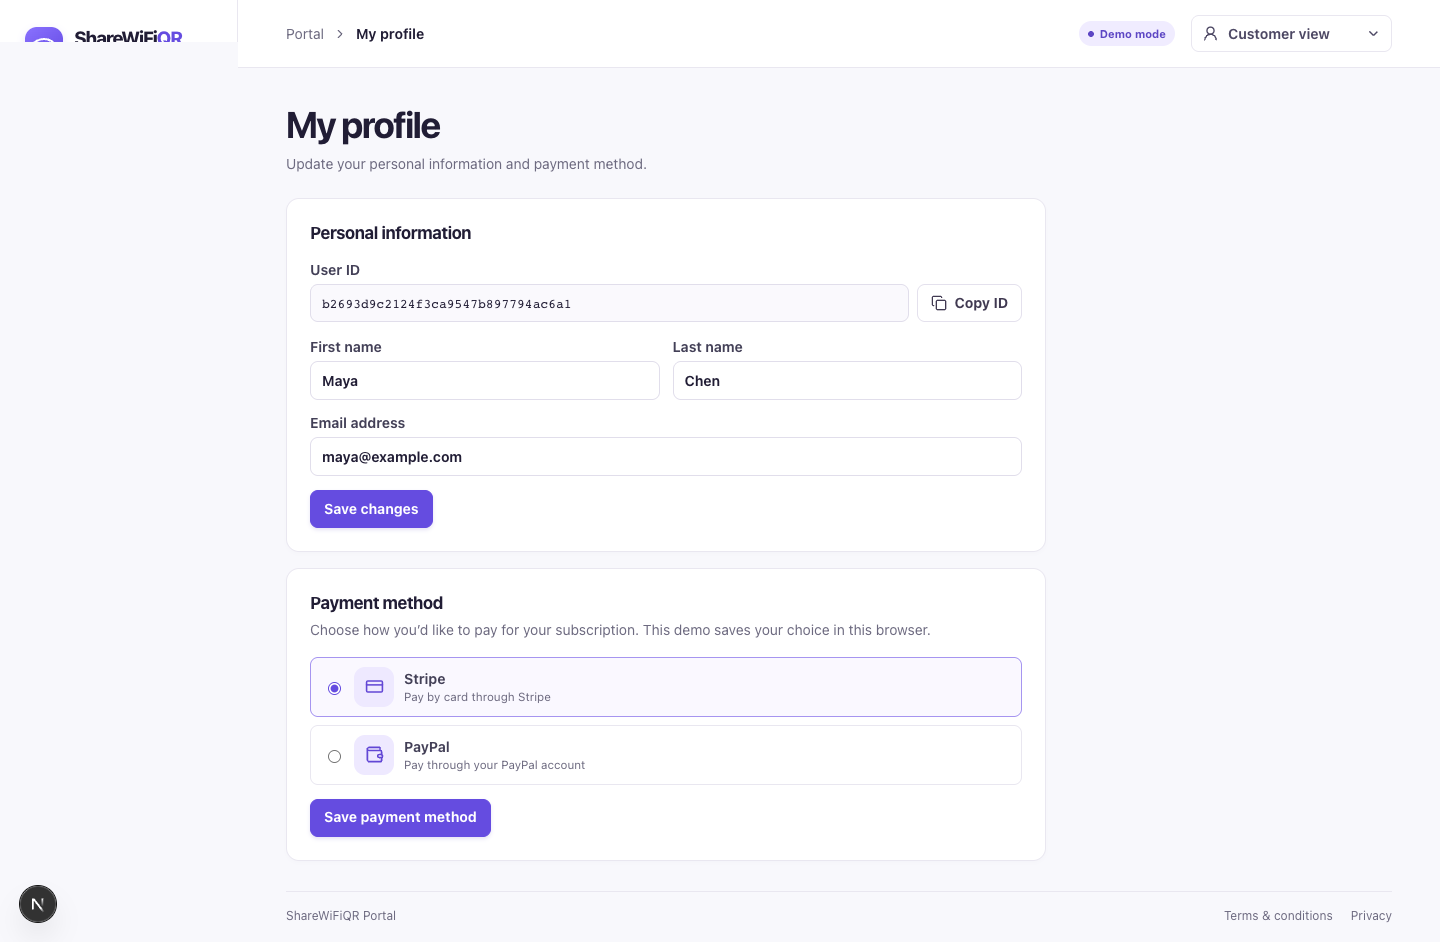 ShareWiFiQR
Portal > My profile
Demo mode
Customer view
My profile
Update your personal information and payment method.
Personal information
User ID
b2693d9c2124f3ca9547b897794ac6a1
Copy ID
First name
Last name
Maya
Chen
Email address
maya@example.com
Save changes
Payment method
Choose how you’d like to pay for your subscription. This demo saves your choice in this browser.
Stripe
Pay by card through Stripe
PayPal
Pay through your PayPal account
Save payment method
N
ShareWiFiQR Portal
Terms & conditions
Privacy